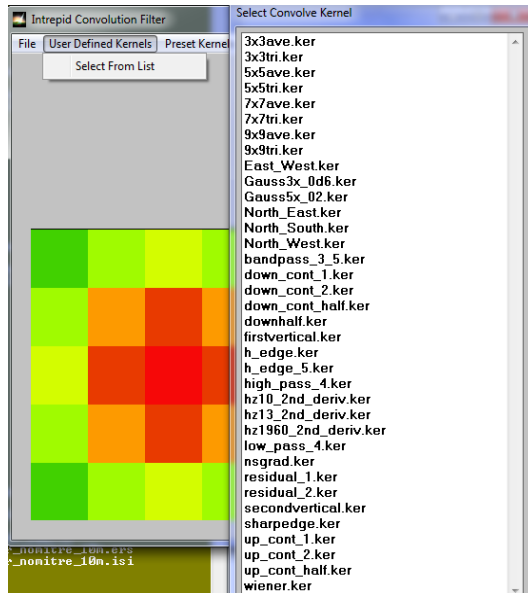 Intrepid Convolution Filter
File User Defined Kernels Preset Kernel
Select From List
Select Convolve Kernel
3x3ave.ker
3x3tri.ker
5x5ave.ker
5x5tri.ker
7x7ave.ker
7x7tri.ker
9x9ave.ker
9x9tri.ker
East_West.ker
Gauss3x_0d6.ker
Gauss5x_02.ker
North_East.ker
North_South.ker
North_West.ker
bandpass_3_5.ker
down_cont_1.ker
down_cont_2.ker
down_cont_half.ker
downhalf.ker
firstvertical.ker
h_edge.ker
h_edge_5.ker
high_pass_4.ker
hz10_2nd_deriv.ker
hz13_2nd_deriv.ker
hz1960_2nd_deriv.ker
low_pass_4.ker
nsgrad.ker
residual_1.ker
residual_2.ker
secondvertical.ker
sharpedge.ker
up_cont_1.ker
up_cont_2.ker
up_cont_half.ker
wiener.ker
r_nomitre_10m.ers
r_nomitre_10m.isi